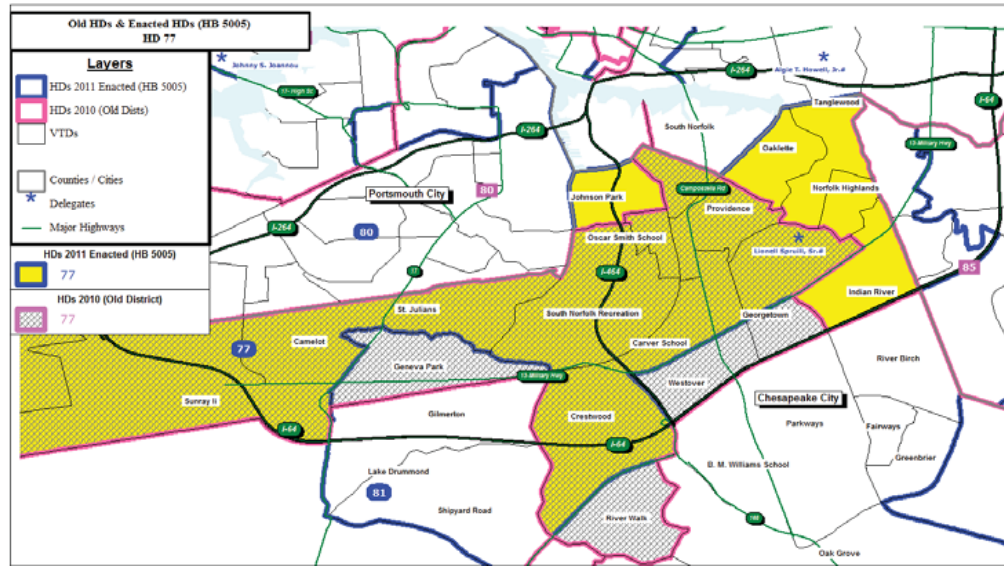 Old HDs & Enacted HDs (HB 5005)
HD 77
Layers
HDs 2011 Enacted (HB 5005)
HDs 2010 (Old Dists)
VTDs
Counties / Cities
Delegates
Major Highways
HDs 2011 Enacted (HB 5005)
77
HDs 2010 (Old District)
77
Johnny S. Joannou
Algie T. Howell, Jr.#
I-264
I-64
17- High St
Tanglewood
South Norfolk
I-264
13-Military Hwy
Oaklette
Portsmouth City
80
Johnson Park
Campostella Rd
Norfolk Highlands
Providence
I-264
80
Oscar Smith School
Lionell Spruill, Sr.#
I-464
85
17
Indian River
St. Julians
South Norfolk Recreation
Georgetown
Camelot
77
Carver School
River Birch
Geneva Park
13-Military Hwy
Westover
Sunray Ii
Gilmerton
Crestwood
Chesapeake City
Parkways
I-64
I-64
Fairways
Greenbrier
Lake Drummond
B. M. Williams School
81
Shipyard Road
River Walk
168
Oak Grove